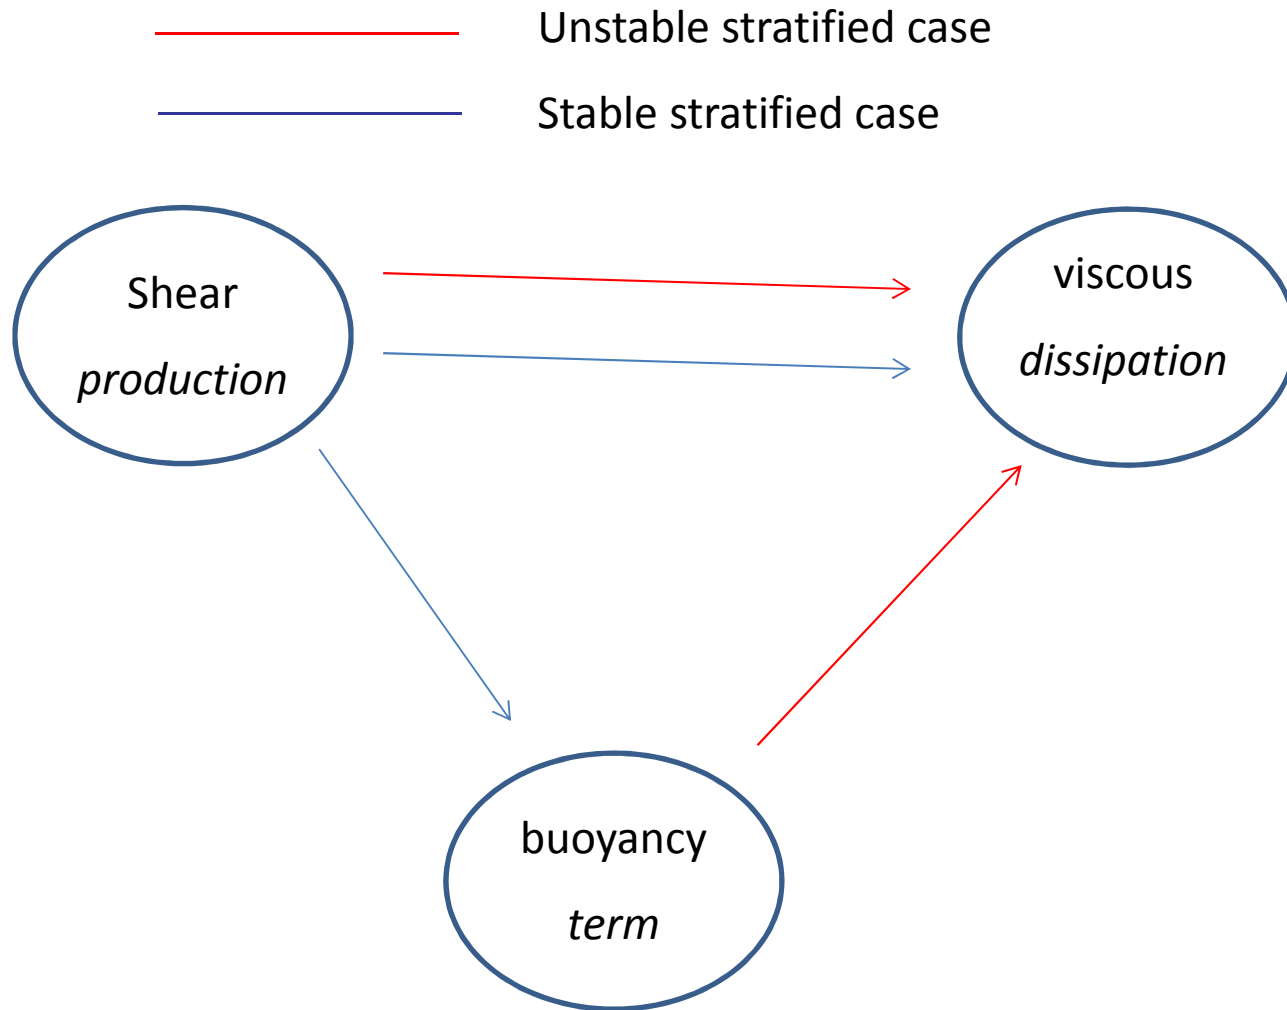 Unstable stratified case
Stable stratified case
Shear
production
viscous
dissipation
buoyancy
term